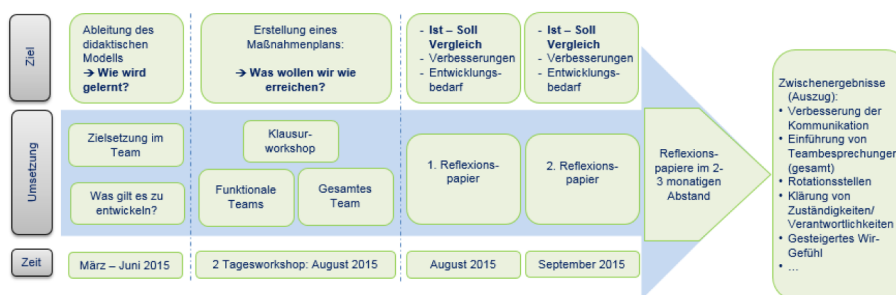 Ziel
Ableitung des
didaktischen
Modells
→ Wie wird
gelernt?
Erstellung eines
Maßnahmenplans:
→ Was wollen wir wie
erreichen?
- Ist – Soll
Vergleich
- Verbesserungen
- Entwicklungs-
bedarf
- Ist – Soll
Vergleich
- Verbesserungen
- Entwicklungs-
bedarf
Umsetzung
Zielsetzung im
Team
Was gilt es zu
entwickeln?
Klausur-
workshop
Funktionale
Teams
Gesamtes
Team
1. Reflexions-
papier
2. Reflexions-
papier
Reflexions-
papiere im 2-
3 monatigen
Abstand
Zwischenergebnisse
(Auszug):
• Verbesserung der
Kommunikation
• Einführung von
Teambesprechungen
(gesamt)
• Rotationsstellen
• Klärung von
Zuständigkeiten/
Verantwortlichkeiten
• Gesteigertes Wir-
Gefühl
• ...
Zeit
März – Juni 2015
2 Tagesworkshop: August 2015
August 2015
September 2015